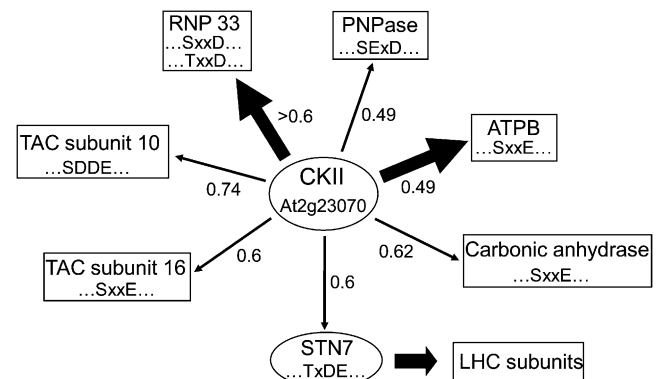 RNP 33
...SxxD...
...TxxD...
PNPase
...SExD...
>0.6
0.49
ATPB
...SxxE...
TAC subunit 10
...SDDE...
0.74
CKII
At2g23070
0.49
TAC subunit 16
...SxxE...
0.6
0.6
0.62
Carbonic anhydrase
...SxxE...
STN7
...TxDE...
LHC subunits